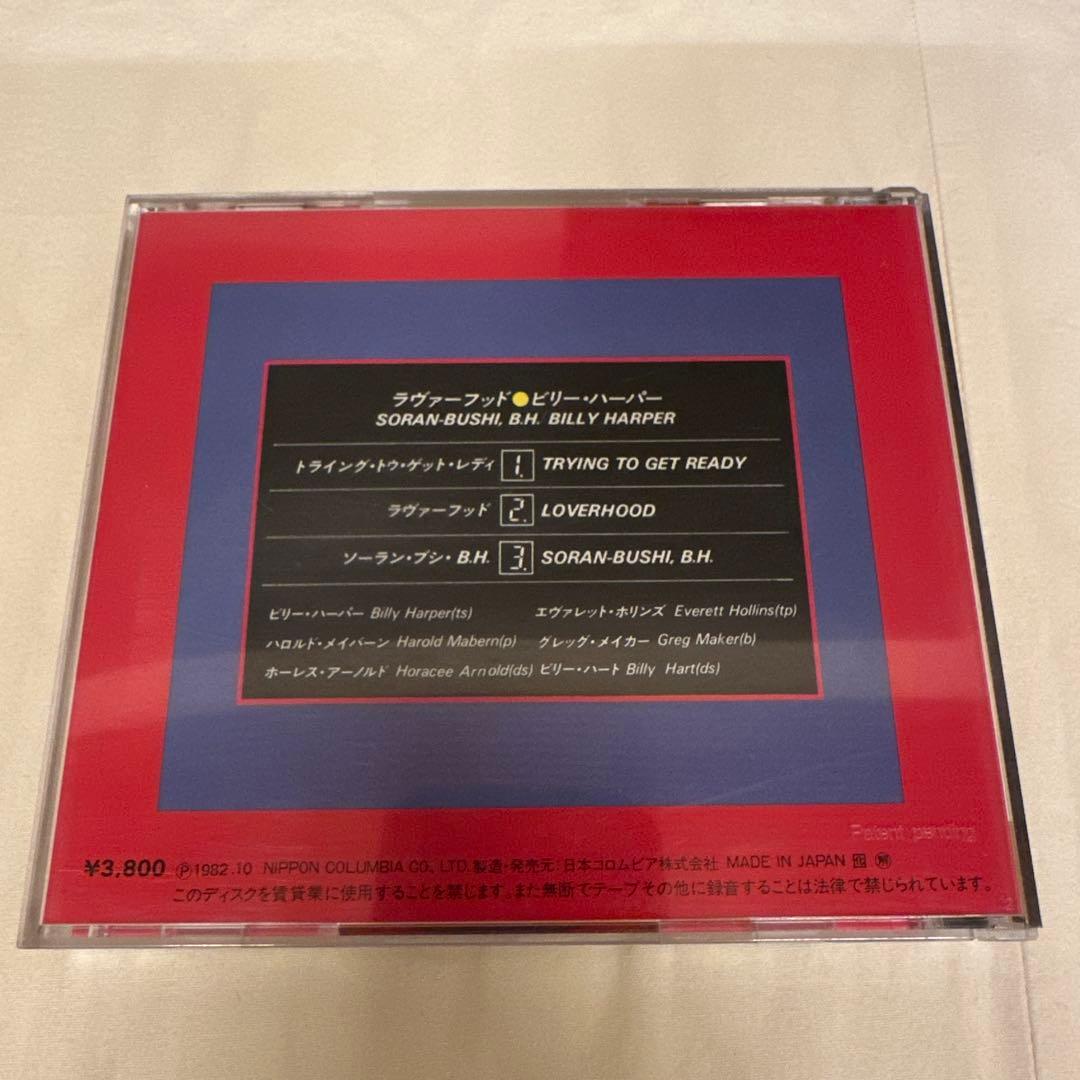 ラヴァーフッド●ビリー・ハーパー
SORAN-BUSHI, B.H./BILLY HARPER
トライング・トゥ・ゲット・レディ 1. TRYING TO GET READY
ラヴァーフッド 2. LOVERHOOD
ソーラン・ブシ・B.H. 3. SORAN-BUSHI, B.H.
ビリー・ハーパー Billy Harper(ts) エヴァレット・ホリンズ Everett Hollins(tp)
ハロルド・メイバーン Harold Mabern(p) グレッグ・メイカー Greg Maker(b)
ホーレス・アーノルド Horacee Arnold(ds) ビリー・ハート Billy Hart(ds)
Patent pending
¥3,800 Ⓟ1982.10 NIPPON COLUMBIA CO., LTD. 製造・発売元:日本コロムビア株式会社 MADE IN JAPAN
このディスクを賃貸業に使用することを禁じます。また無断でテープその他に録音することは法律で禁じられています。